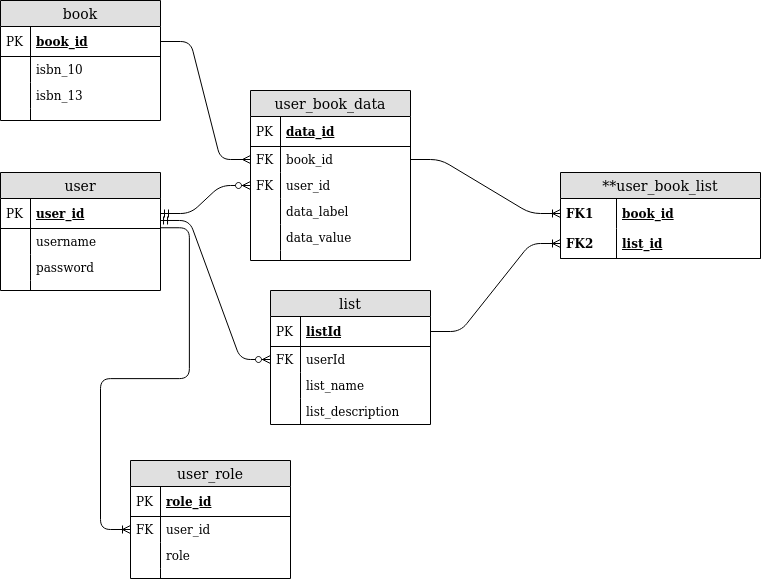 book
PK book_id
isbn_10
isbn_13
user_book_data
PK data_id
FK book_id
FK user_id
data_label
data_value
user
PK user_id
username
password
**user_book_list
FK1 book_id
FK2 list_id
list
PK listId
FK userId
list_name
list_description
user_role
PK role_id
FK user_id
role